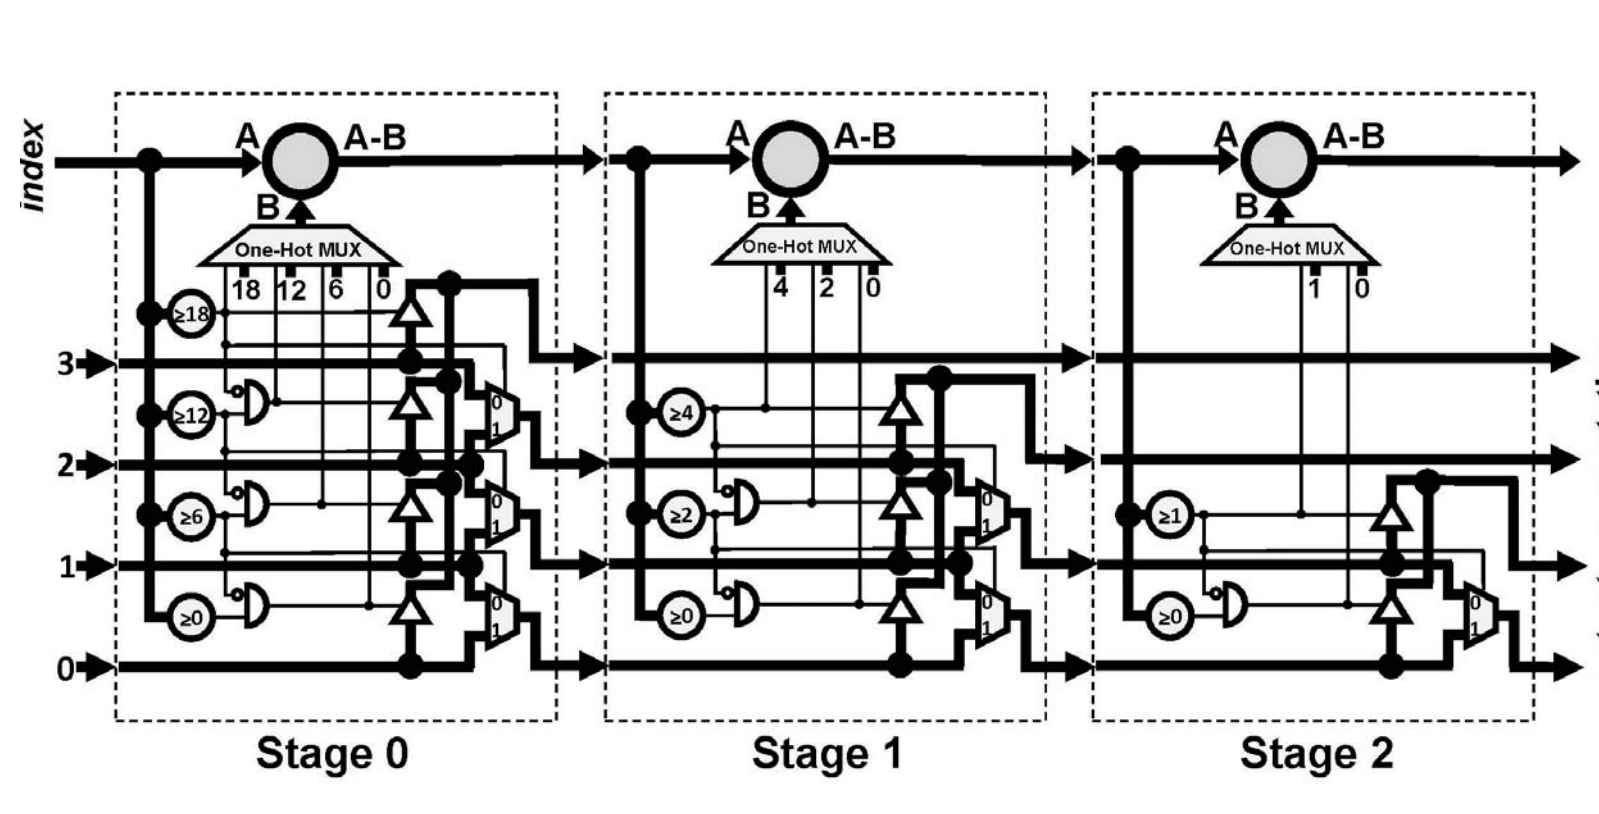 index
A A-B
B
One-Hot MUX
18 12 6 0
≥18
3
≥12
0
1
2
≥6
0
1
1
≥0
0
1
0
Stage 0
A A-B
B
One-Hot MUX
4 2 0
≥4
≥2
0
1
≥0
0
1
Stage 1
A A-B
B
One-Hot MUX
1 0
≥1
≥0
0
1
Stage 2